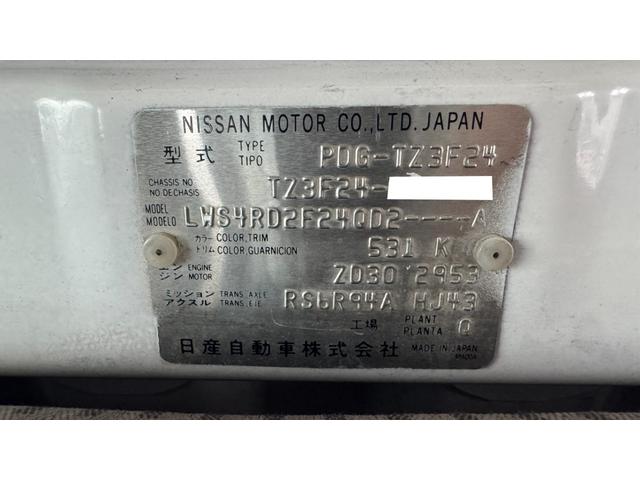 NISSAN MOTOR CO., LTD. JAPAN
型式 TYPE TIPO PDG-TZ3F24
CHASSIS NO NO DECHASIS TZ3F24-
MODEL MODELO LWS4RD2F24QD2----A
カラー COLOR, TRIM
トリム COLOR, GUARNICION 531 K
エンジン ENGINE MOTOR ZD30 2953
ミッション TRANS. AXLE
アクスル TRANS. EJE RS6R94A HJ43
工場 PLANT PLANTA Q
日産自動車株式会社 MADE IN JAPAN